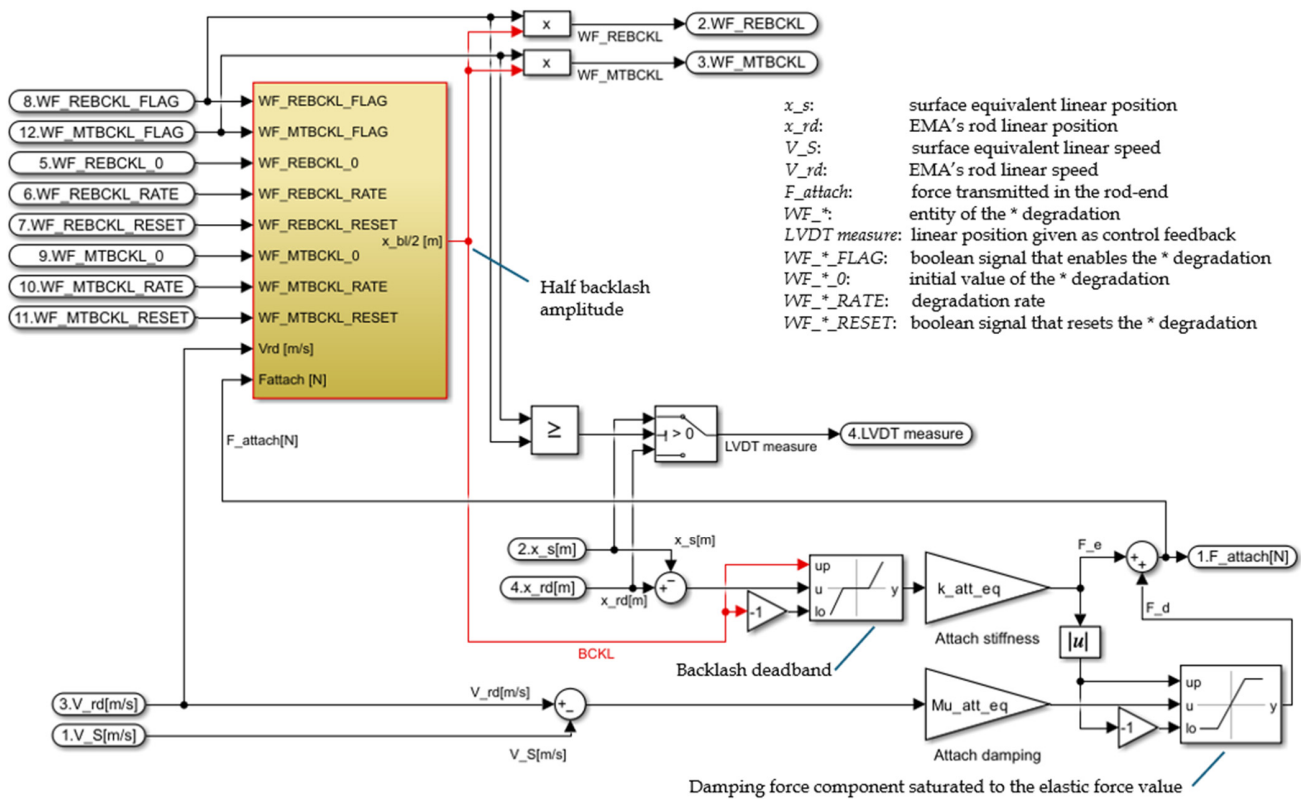 x
WF_REBCKL
2.WF_REBCKL
x
WF_MTBCKL
3.WF_MTBCKL
8.WF_REBCKL_FLAG
12.WF_MTBCKL_FLAG
5.WF_REBCKL_0
6.WF_REBCKL_RATE
7.WF_REBCKL_RESET
9.WF_MTBCKL_0
10.WF_MTBCKL_RATE
11.WF_MTBCKL_RESET
WF_REBCKL_FLAG
WF_MTBCKL_FLAG
WF_REBCKL_0
WF_REBCKL_RATE
WF_REBCKL_RESET
WF_MTBCKL_0
WF_MTBCKL_RATE
WF_MTBCKL_RESET
Vrd [m/s]
Fattach [N]
x_bl/2 [m]
Half backlash
amplitude
x_s: surface equivalent linear position
x_rd: EMA's rod linear position
V_S: surface equivalent linear speed
V_rd: EMA's rod linear speed
F_attach: force transmitted in the rod-end
WF_*: entity of the * degradation
LVDT measure: linear position given as control feedback
WF_*_FLAG: boolean signal that enables the * degradation
WF_*_0: initial value of the * degradation
WF_*_RATE: degradation rate
WF_*_RESET: boolean signal that resets the * degradation
F_attach[N]
≥
> 0
LVDT measure
4.LVDT measure
2.x_s[m]
x_s[m]
4.x_rd[m]
x_rd[m]
+
−
-1
up
u
lo
y
k_att_eq
Attach stiffness
F_e
+
+
1.F_attach[N]
F_d
|u|
BCKL
Backlash deadband
3.V_rd[m/s]
V_rd[m/s]
1.V_S[m/s]
V_S[m/s]
+
−
Mu_att_eq
Attach damping
-1
up
u
lo
y
Damping force component saturated to the elastic force value